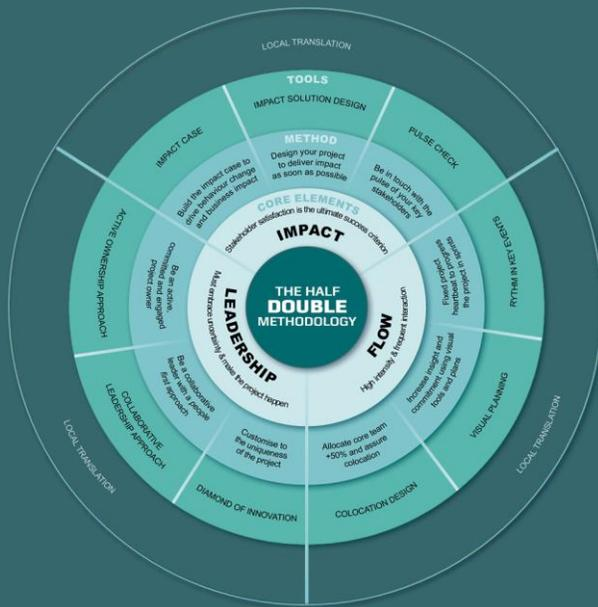 LOCAL TRANSLATION
TOOLS
IMPACT SOLUTION DESIGN
IMPACT CASE
PULSE CHECK
METHOD
Design your project
to deliver impact
as soon as possible
Build the impact case to
drive behaviour change
and business impact
Be in touch with the
pulse of your key
stakeholders
CORE ELEMENTS
Stakeholder satisfaction is the ultimate success criterion
IMPACT
THE HALF
DOUBLE
METHODOLOGY
FLOW
High intensity & frequent interaction
Fixed project
heartbeat to progress
the project in sprints
RYTHM IN KEY EVENTS
Increase insight and
commitment using visual
tools and plans
VISUAL PLANNING
Allocate core team
+50% and assure
colocation
COLOCATION DESIGN
LOCAL TRANSLATION
LEADERSHIP
Must embrace uncertainty & make the project happen
Be an active,
committed and engaged
project owner
ACTIVE OWNERSHIP APPROACH
Be a collaborative
leader with a people
first approach
COLLABORATIVE
LEADERSHIP APPROACH
Customise to
the uniqueness
of the project
DIAMOND OF INNOVATION
LOCAL TRANSLATION